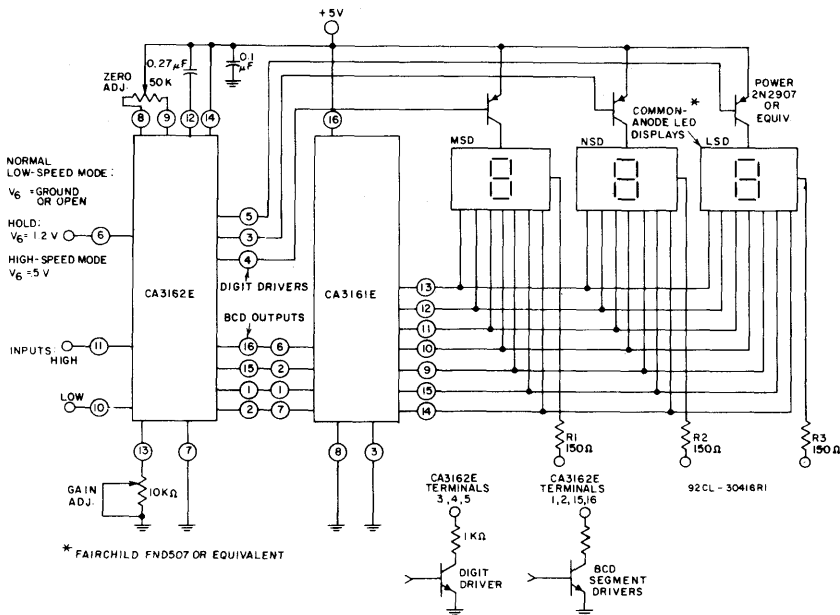 +5V
0.27µF
0.1
µF
ZERO
ADJ.
50K
8
9
12
14
16
POWER
2N2907
OR
EQUIV
*
COMMON-
ANODE LED
DISPLAYS
MSD
NSD
LSD
NORMAL
LOW-SPEED MODE:
V6 = GROUND
OR OPEN
HOLD:
V6 = 1.2 V
6
HIGH-SPEED MODE
V6 = 5 V
CA3162E
5
3
4
DIGIT DRIVERS
BCD OUTPUTS
CA3161E
13
12
11
10
9
15
14
INPUTS:
HIGH
11
LOW
10
16
6
15
2
1
1
2
7
13
7
8
3
GAIN
ADJ.
10KΩ
R1
150Ω
R2
150Ω
R3
150Ω
CA3162E
TERMINALS
3,4,5
1KΩ
DIGIT
DRIVER
CA3162E
TERMINALS
1,2,15,16
BCD
SEGMENT
DRIVERS
92CL-30416R1
* FAIRCHILD FND507 OR EQUIVALENT